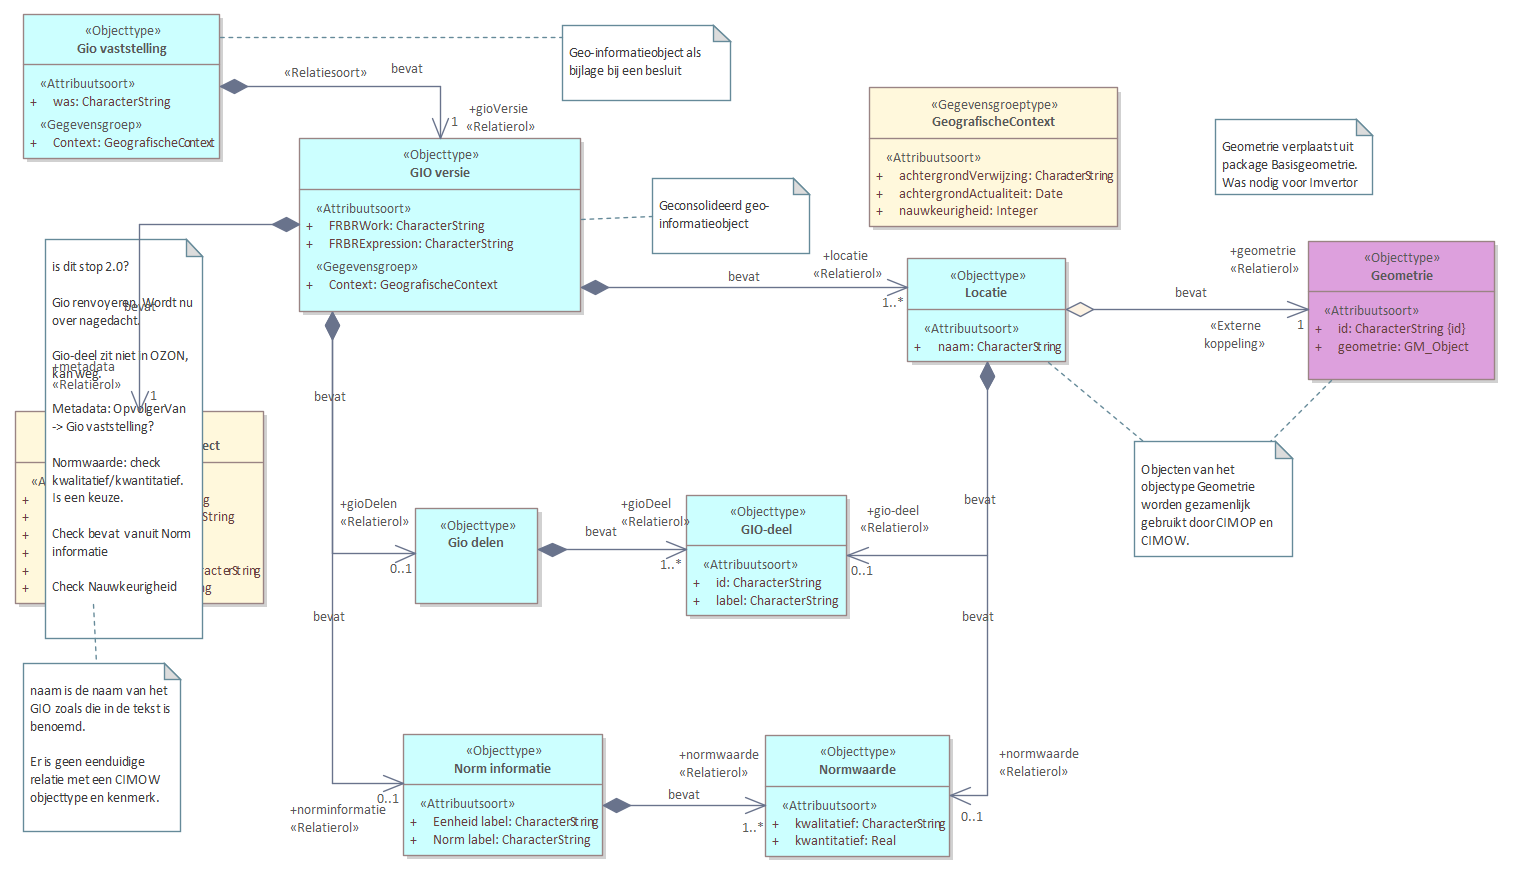 «Objecttype»
Gio vaststelling
«Attribuutsoort»
+ was: CharacterString
«Gegevensgroep»
+ Context: GeografischeContext
«Relatiesoort»
bevat
+gioVersie
1 «Relatierol»
Geo-informatieobject als
bijlage bij een besluit
«Objecttype»
GIO versie
«Attribuutsoort»
+ FRBRWork: CharacterString
+ FRBRExpression: CharacterString
«Gegevensgroep»
+ Context: GeografischeContext
Geconsolideerd geo-
informatieobject
«Gegevensgroeptype»
GeografischeContext
«Attribuutsoort»
+ achtergrondVerwijzing: CharacterString
+ achtergrondActualiteit: Date
+ nauwkeurigheid: Integer
Geometrie verplaatst uit
package Basisgeometrie.
Was nodig voor Imvertor
bevat
+locatie
«Relatierol»
1..*
«Objecttype»
Locatie
«Attribuutsoort»
+ naam: CharacterString
bevat
+geometrie
«Relatierol»
«Externe
koppeling»
1
«Objecttype»
Geometrie
«Attribuutsoort»
+ id: CharacterString {id}
+ geometrie: GM_Object
is dit stop 2.0?
Gio renvoyeren. Wordt nu
over nagedacht.
Gio-deel zit niet in OZON,
kan weg.
Metadata: OpvolgerVan
-> Gio vaststelling?
Normwaarde: check
kwalitatief/kwantitatief.
Is een keuze.
Check bevat vanuit Norm
informatie
Check Nauwkeurigheid
bevat
+metadata
«Relatierol»
1
ect
«A
+ g
+ String
+
+
+ racterString
+ g
naam is de naam van het
GIO zoals die in de tekst is
benoemd.
Er is geen eenduidige
relatie met een CIMOW
objecttype en kenmerk.
bevat
+gioDelen
«Relatierol»
0..1
«Objecttype»
Gio delen
bevat
+gioDeel
«Relatierol»
1..*
«Objecttype»
GIO-deel
«Attribuutsoort»
+ id: CharacterString
+ label: CharacterString
bevat
+gio-deel
«Relatierol»
0..1
Objecten van het
objectype Geometrie
worden gezamenlijk
gebruikt door CIMOP en
CIMOW.
bevat
+norminformatie
«Relatierol»
0..1
«Objecttype»
Norm informatie
«Attribuutsoort»
+ Eenheid label: CharacterString
+ Norm label: CharacterString
bevat
+normwaarde
«Relatierol»
1..*
«Objecttype»
Normwaarde
«Attribuutsoort»
+ kwalitatief: CharacterString
+ kwantitatief: Real
bevat
+normwaarde
«Relatierol»
0..1